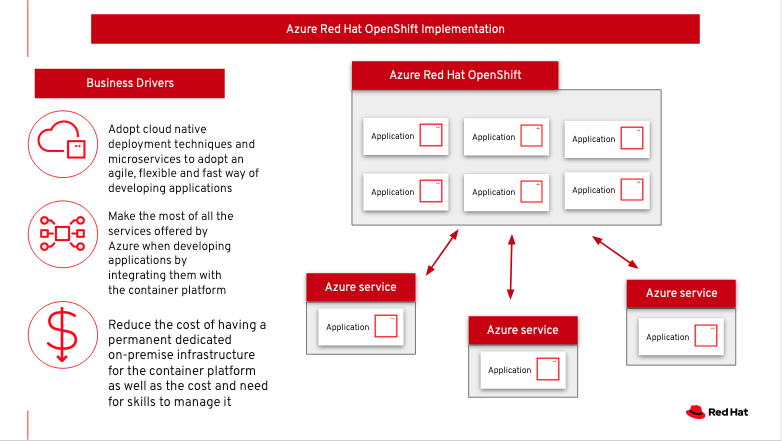 Azure Red Hat OpenShift Implementation
Business Drivers
Adopt cloud native
deployment techniques and
microservices to adopt an
agile, flexible and fast way of
developing applications
Make the most of all the
services offered by
Azure when developing
applications by
integrating them with
the container platform
Reduce the cost of having a
permanent dedicated
on-premise infrastructure
for the container platform
as well as the cost and need
for skills to manage it
Azure Red Hat OpenShift
Application
Application
Application
Application
Application
Application
Azure service
Application
Azure service
Application
Azure service
Application
Red Hat